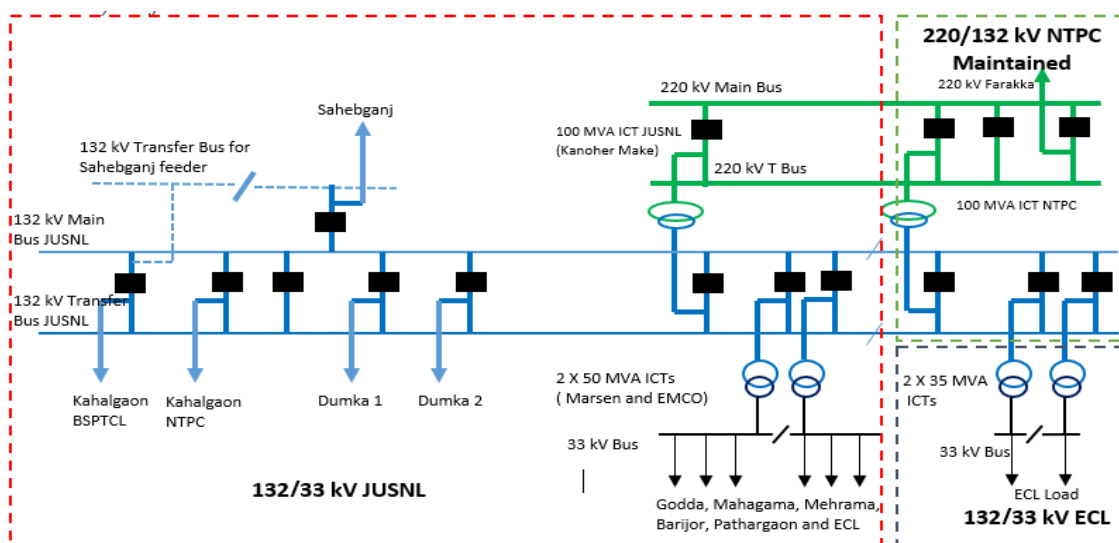 220/132 kV NTPC
Maintained
220 kV Farakka
220 kV Main Bus
Sahebganj
100 MVA ICT JUSNL
(Kanoher Make)
132 kV Transfer Bus for
Sahebganj feeder
220 kV T Bus
100 MVA ICT NTPC
132 kV Main
Bus JUSNL
132 kV Transfer
Bus JUSNL
Kahalgaon
BSPTCL
Kahalgaon
NTPC
Dumka 1
Dumka 2
2 X 50 MVA ICTs
( Marsen and EMCO)
2 X 35 MVA
ICTs
33 kV Bus
33 kV Bus
132/33 kV JUSNL
Godda, Mahagama, Mehrama,
Barijor, Pathargaon and ECL
ECL Load
132/33 kV ECL